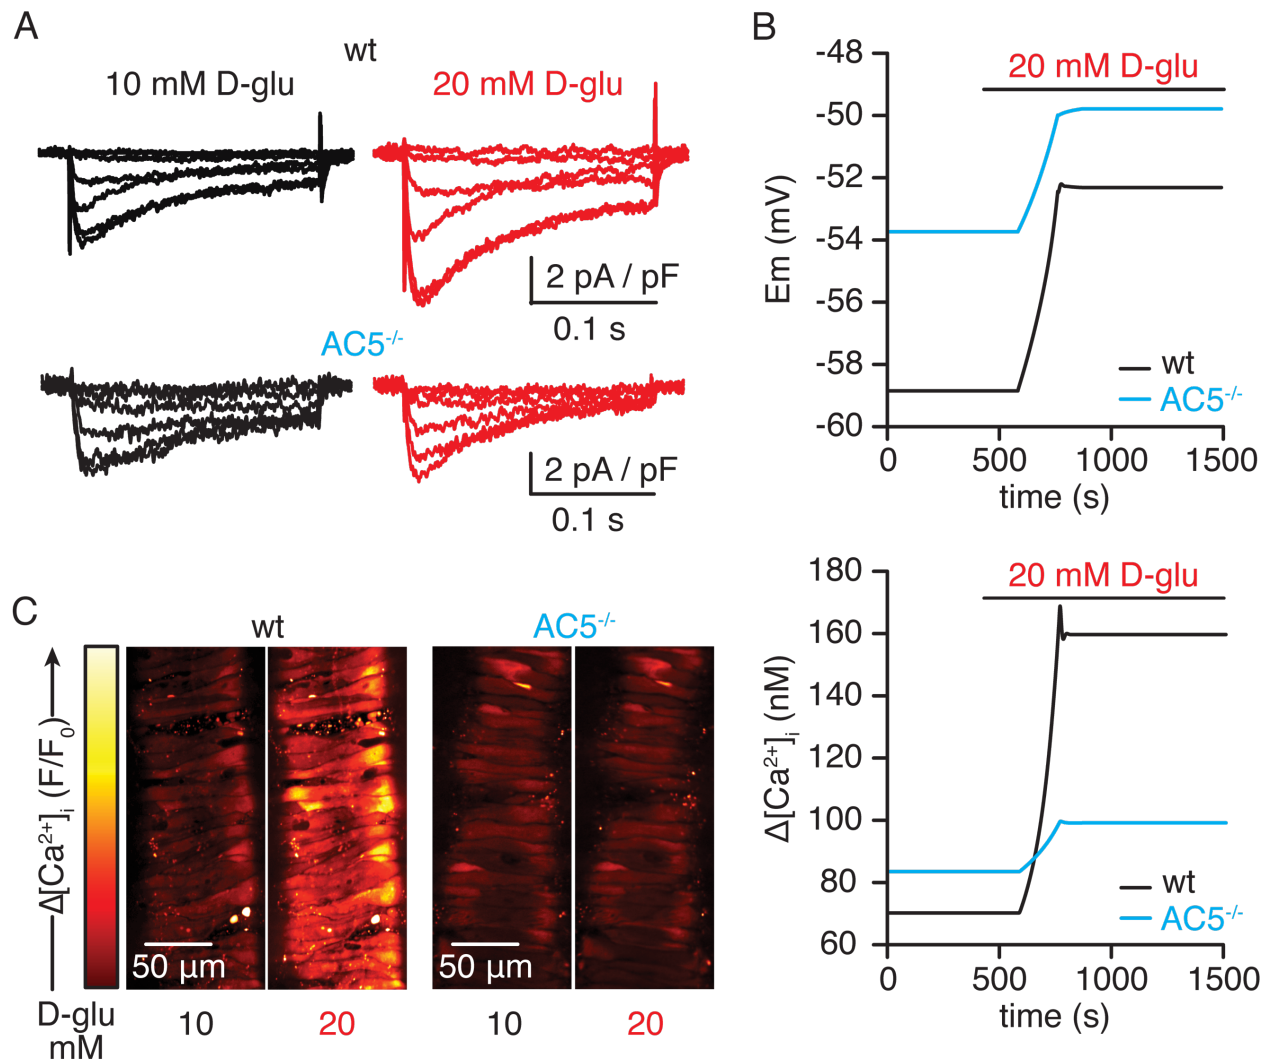 A
wt
10 mM D-glu
20 mM D-glu
2 pA / pF
0.1 s
AC5-/-
2 pA / pF
0.1 s
B
-48
-50
-52
-54
-56
-58
-60
Em (mV)
20 mM D-glu
wt
AC5-/-
0
500
1000
1500
time (s)
180
160
140
120
100
80
60
Δ[Ca2+]i (nM)
20 mM D-glu
wt
AC5-/-
0
500
1000
1500
time (s)
C
wt
AC5-/-
Δ[Ca2+]i (F/F0)
50 μm
50 μm
D-glu
mM
10
20
10
20